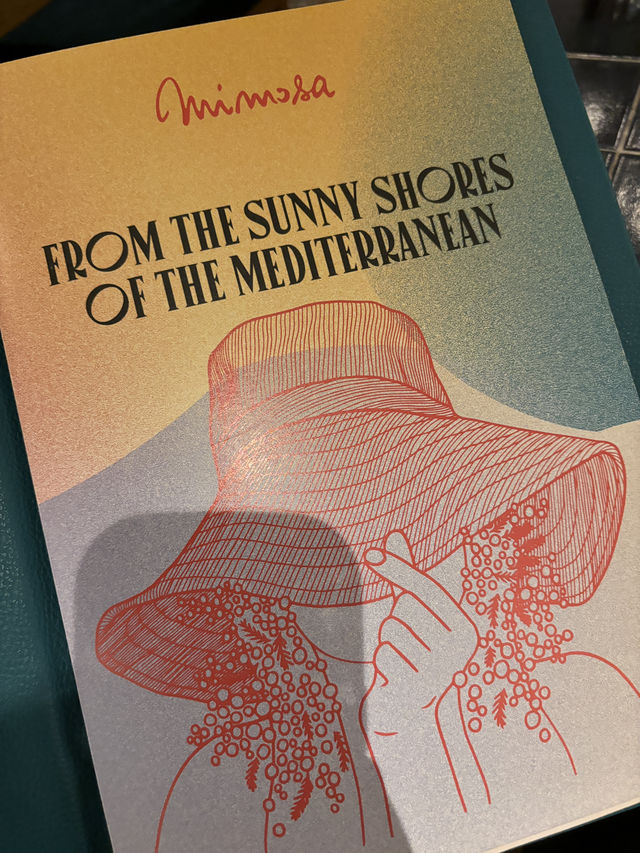 mimosa
FROM THE SUNNY SHORES
OF THE MEDITERRANEAN